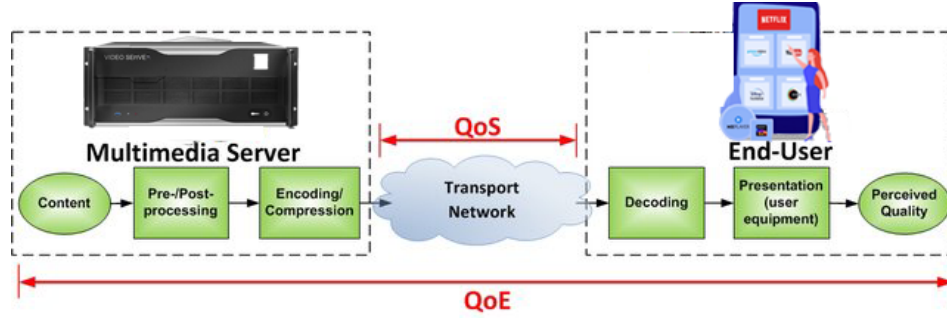 NETFLIX
VIDEO SERVE
QoS
Multimedia Server
End-User
Content
Pre-/Post-
processing
Encoding/
Compression
Transport
Network
Decoding
Presentation
(user
equipment)
Perceived
Quality
QoE